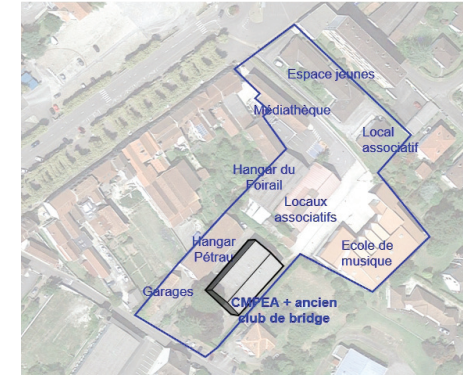 Espace jeunes
Médiathèque
Local
associatif
Hangar du
Foirail
Locaux
associatifs
Hangar
Pétrau
Ecole de
musique
Garages
CMPEA + ancien
club de bridge